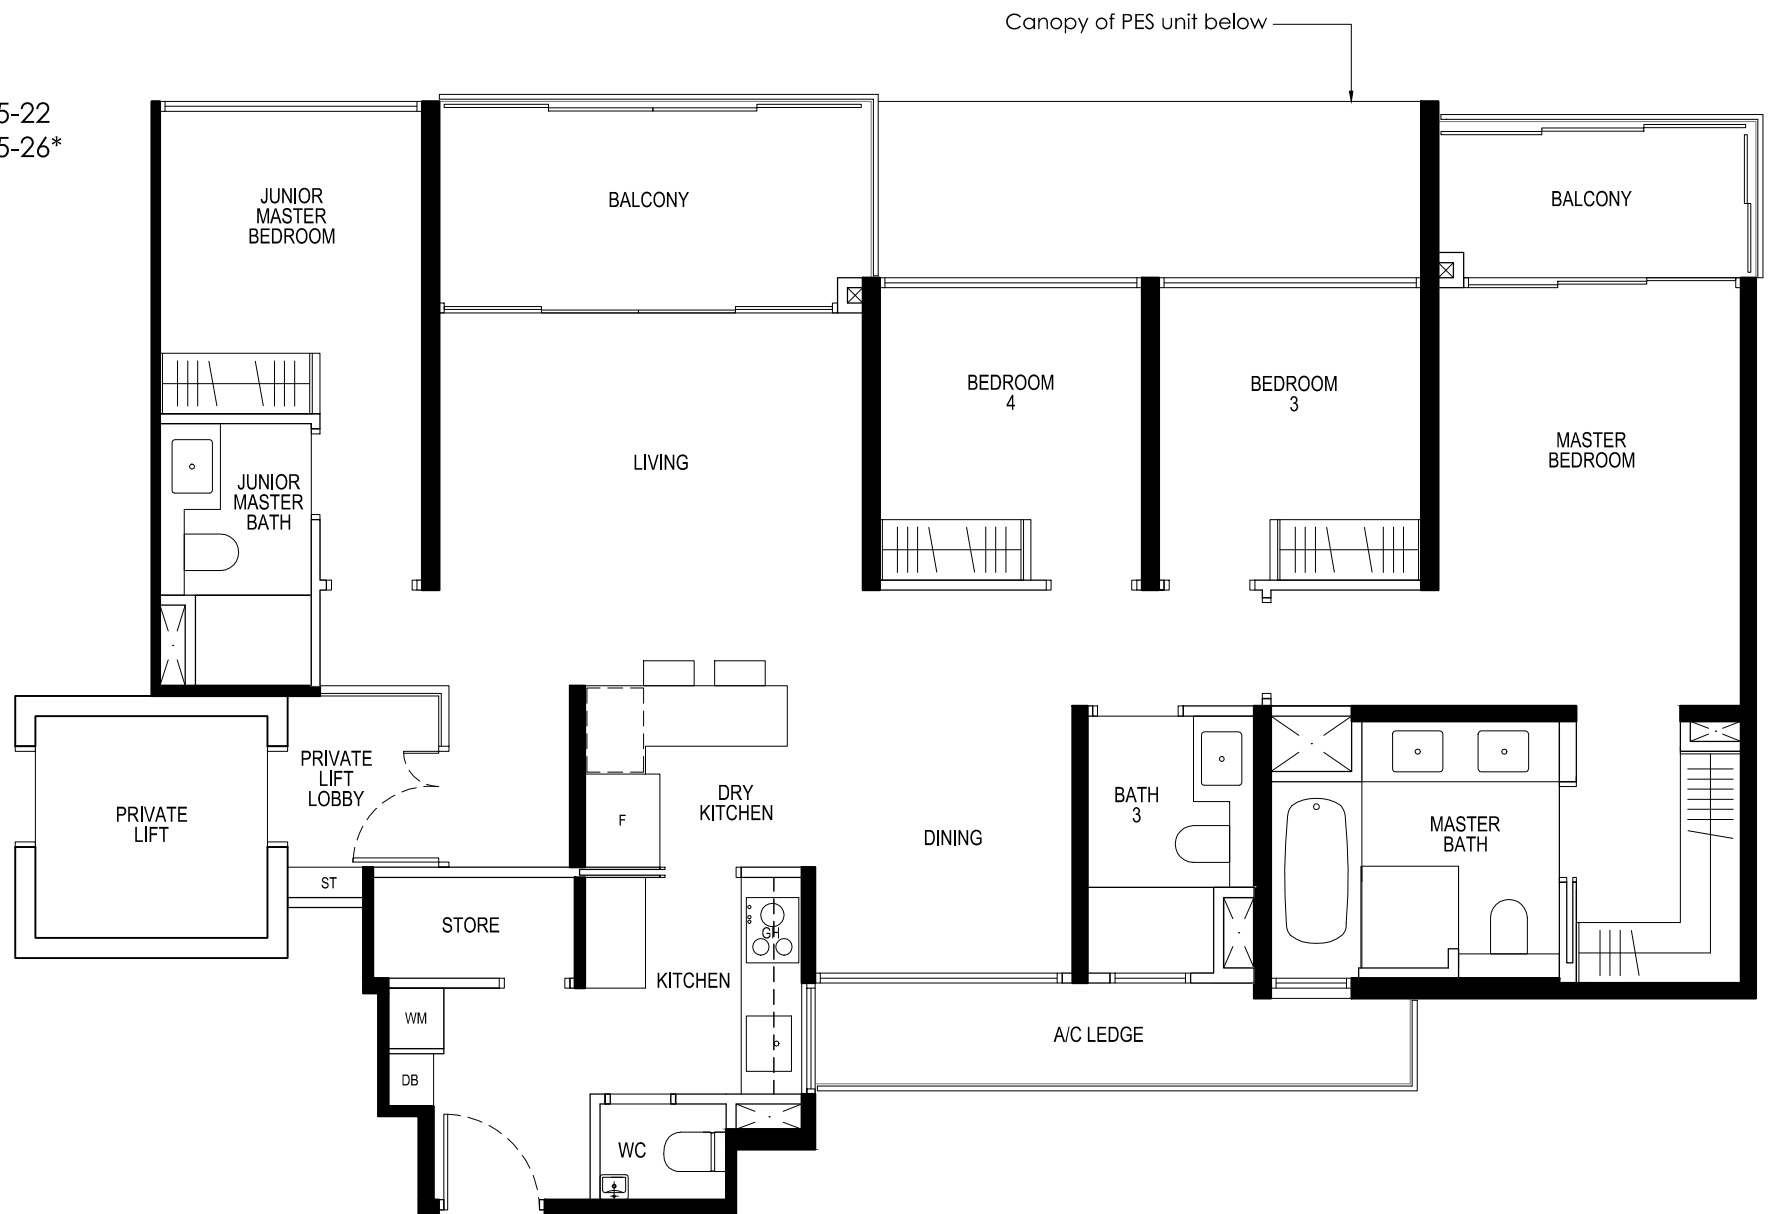 Canopy of PES unit below
5-22
5-26*
JUNIOR
MASTER
BEDROOM
BALCONY
BALCONY
BEDROOM
4
BEDROOM
3
MASTER
BEDROOM
LIVING
JUNIOR
MASTER
BATH
PRIVATE
LIFT
LOBBY
PRIVATE
LIFT
DRY
KITCHEN
F
DINING
BATH
3
MASTER
BATH
ST
STORE
GH
KITCHEN
WM
A/C LEDGE
DB
WC